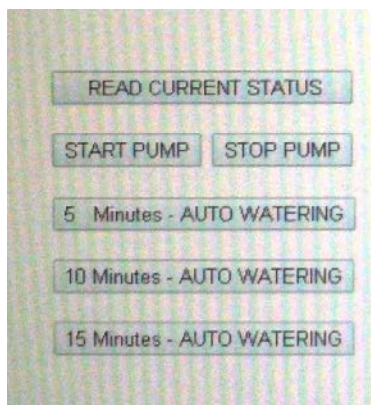 READ CURRENT STATUS
START PUMP STOP PUMP
5 Minutes - AUTO WATERING
10 Minutes - AUTO WATERING
15 Minutes - AUTO WATERING